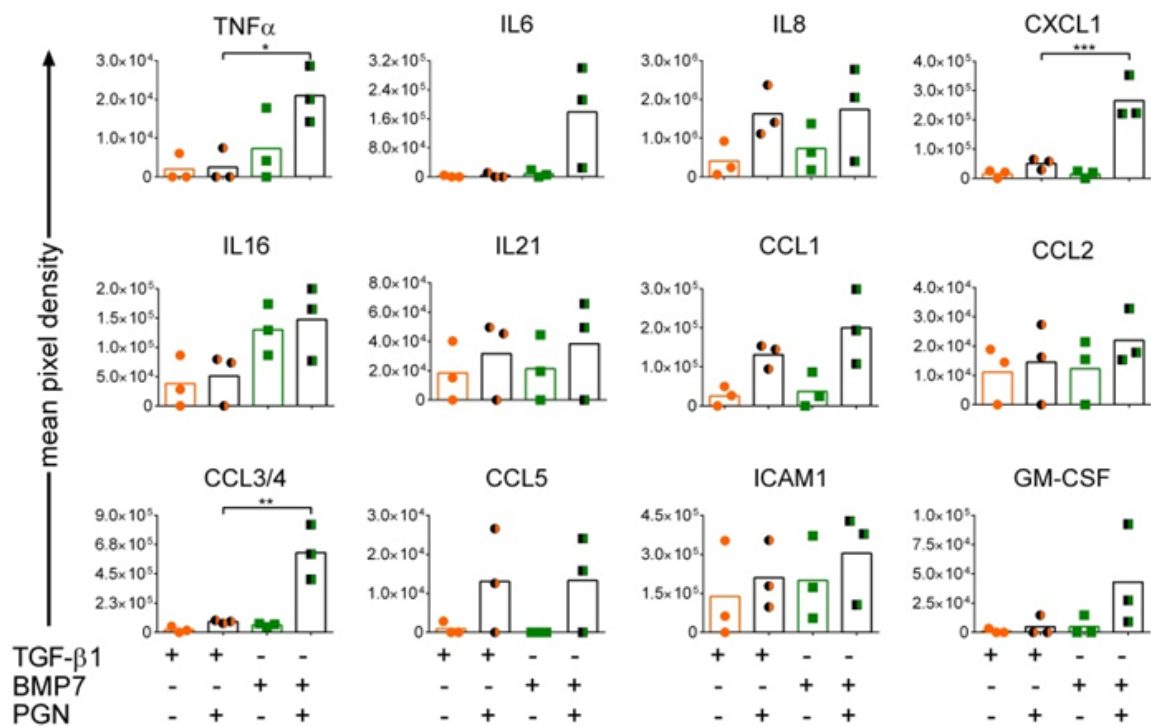 TNFα IL6 IL8 CXCL1
* ***
3.0×10⁴ 3.2×10⁵ 3.0×10⁶ 4.0×10⁵
2.0×10⁴ 2.4×10⁵ 2.0×10⁶ 3.0×10⁵
1.0×10⁴ 1.6×10⁵ 1.0×10⁶ 2.0×10⁵
0 8.0×10⁴ 0 1.0×10⁵
0 0
IL16 IL21 CCL1 CCL2
2.0×10⁵ 8.0×10⁴ 3.0×10⁵ 4.0×10⁴
1.5×10⁵ 6.0×10⁴ 2.0×10⁵ 3.0×10⁴
1.0×10⁵ 4.0×10⁴ 1.0×10⁵ 2.0×10⁴
5.0×10⁴ 2.0×10⁴ 0 1.0×10⁴
0 0 0
mean pixel density
CCL3/4 CCL5 ICAM1 GM-CSF
**
9.0×10⁵ 3.0×10⁴ 4.5×10⁵ 1.0×10⁵
6.8×10⁵ 2.0×10⁴ 3.0×10⁵ 7.5×10⁴
4.5×10⁵ 1.0×10⁴ 1.5×10⁵ 5.0×10⁴
2.3×10⁵ 0 0 2.5×10⁴
0 0
TGF-β1 + + - - + + - - + + - - + + - -
BMP7 - - + + - - + + - - + + - - + +
PGN - + - + - + - + - + - + - + - +